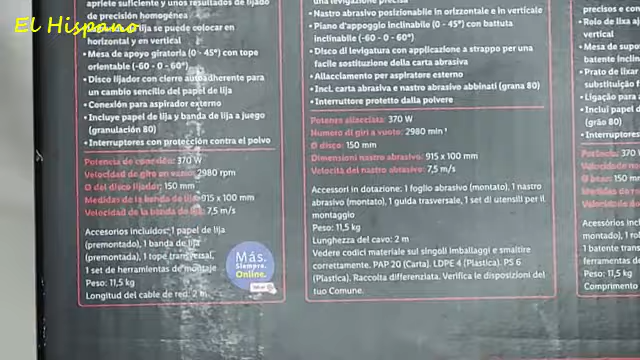 El Hispano
apriete suficiente y unos resultados de lijado
de precisión homogénea
lija se puede colocar en
horizontal y en vertical
• Mesa de apoyo giratoria (0 - 45°) con tope
orientable (-60 - 0 - 60°)
• Disco lijador con cierre autoadherente para
un cambio sencillo del papel de lija
• Conexión para aspirador externo
• Incluye papel de lija y banda de lija a juego
(granulación 80)
• Interruptores con protección contra el polvo
Potencia de conexión: 370 W
Velocidad de giro en vacío: 2980 rpm
Ø del disco lijador: 150 mm
Medidas de la banda de lija: 915 x 100 mm
Velocidad de la banda de lija: 7,5 m/s
Accesorios incluidos: 1 papel de lija
(premontado), 1 banda de lija
(premontada), 1 tope transversal,
1 set de herramientas de montaje
Peso: 11,5 kg
Longitud del cable de red: 2 m
Más.
Siempre.
Online.
precisa)
• Nastro abrasivo posizionabile in orizzontale e in verticale
• Piano d'appoggio inclinabile (0 - 45°) con battuta
inclinabile (-60 - 0 - 60°)
• Disco di levigatura con applicazione a strappo per una
facile sostituzione della carta abrasiva
• Allacciamento per aspiratore esterno
• Incl. carta abrasiva e nastro abrasivo abbinati (grana 80)
• Interruttore protetto dalla polvere
Potenza allacciata: 370 W
Numero di giri a vuoto: 2980 min⁻¹
Ø disco: 150 mm
Dimensioni nastro abrasivo: 915 x 100 mm
Velocità del nastro abrasivo: 7,5 m/s
Accessori in dotazione: 1 foglio abrasivo (montato), 1 nastro
abrasivo (montato), 1 guida trasversale, 1 set di utensili per il
montaggio
Peso: 11,5 kg
Lunghezza del cavo: 2 m
Vedere codici materiale sui singoli imballaggi e smaltire
correttamente. PAP 20 (Carta). LDPE 4 (Plastica). PS 6
(Plastica). Raccolta differenziata. Verifica le disposizioni del
tuo Comune.
precisos e con
• Rolo de lixa
vertical
• Mesa de supo
batente inclin
• Prato de lixar
substituição f
• Ligação para
• Inclui papel d
(grão 80)
• Interruptores
Potência: 370
Velocidade
Ø 150 mm
Medidas do
Velocidade do
Acessórios incl
montado), 1 ro
1 batente trans
ferramentas de
Peso: 11,5 kg
Comprimento